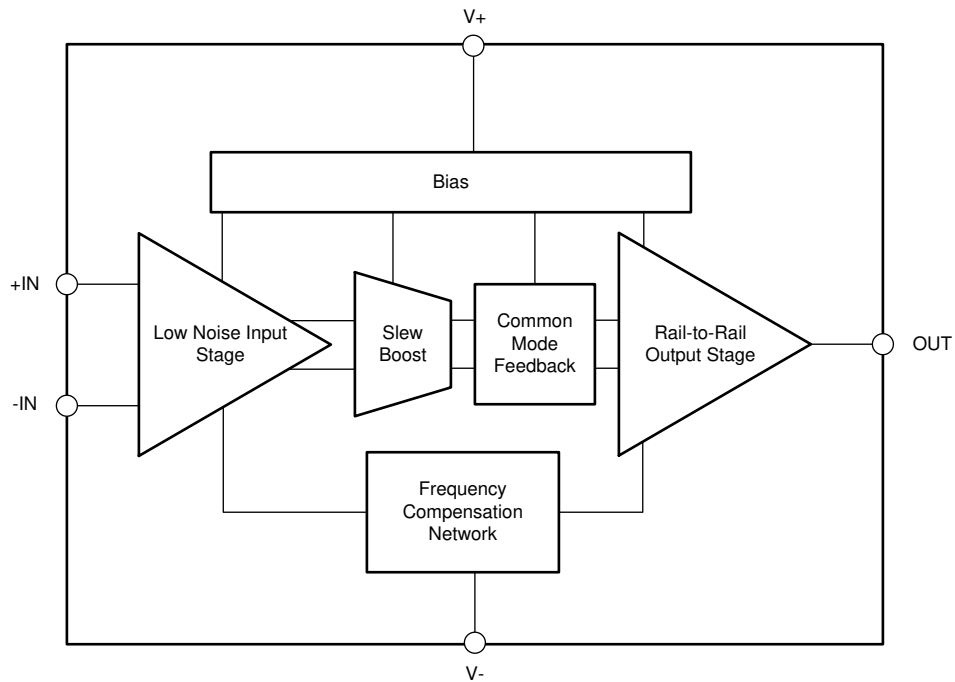 V+
Bias
+IN
-IN
Low Noise Input
Stage
Slew
Boost
Common
Mode
Feedback
Rail-to-Rail
Output Stage
OUT
Frequency
Compensation
Network
V-